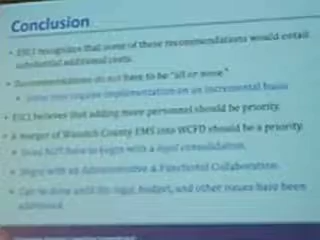 Conclusion
• ESCI recognizes that some of these recommendations would entail
substantial additional costs.
• Recommendations do not have to be "all or none."
require implementation on an incremental basis
• ESCI believes that adding more personnel should be priority.
• A merger of Wasatch County EMS into WCFD should be a priority.
• Does NOT have to begin with a legal consolidation.
• Begin with an Administrative & Functional Collaboration.
• Can be done until the legal, budget, and other issues have been
addressed.